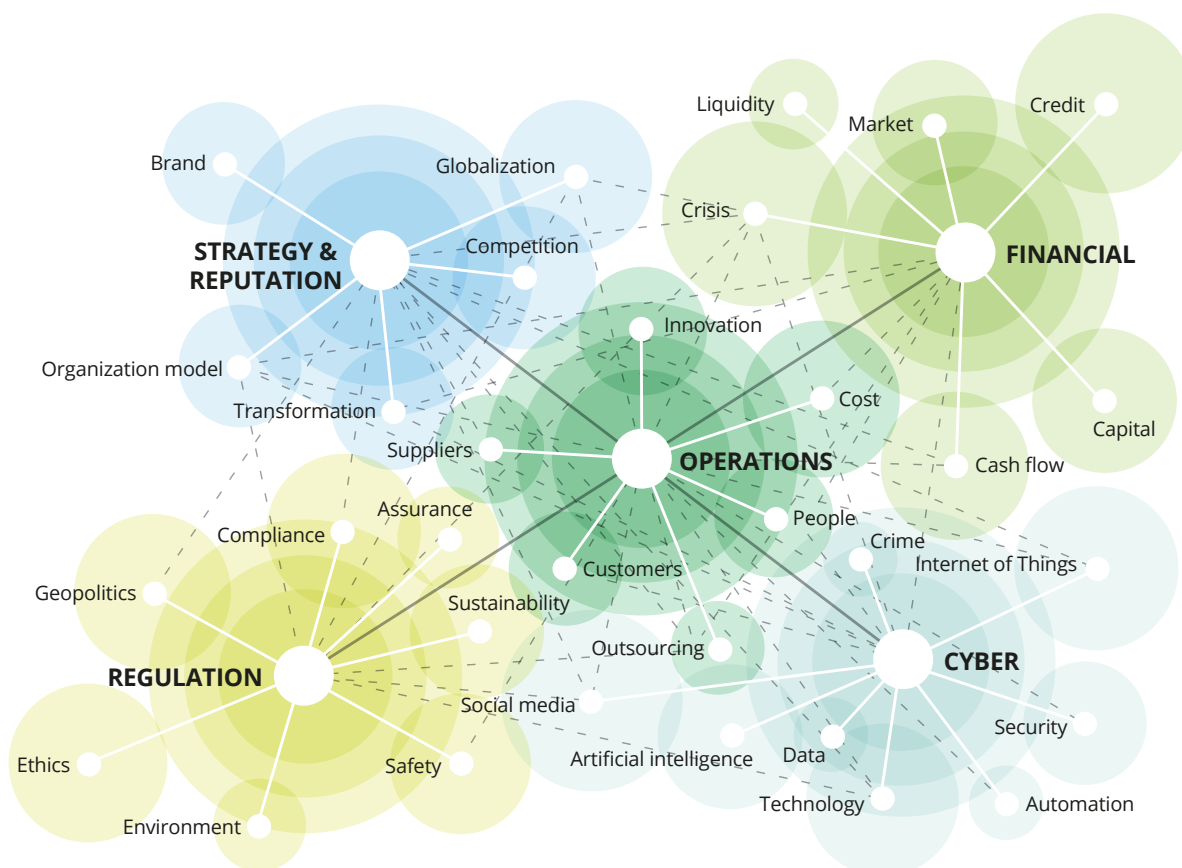 Liquidity
Market
Credit
Brand
Globalization
Crisis
STRATEGY &
REPUTATION
Competition
FINANCIAL
Innovation
Organization model
Transformation
Cost
Suppliers
Capital
OPERATIONS
Cash flow
Assurance
People
Compliance
Crime
Internet of Things
Customers
Geopolitics
Sustainability
Outsourcing
CYBER
REGULATION
Social media
Security
Data
Artificial intelligence
Ethics
Safety
Technology
Automation
Environment